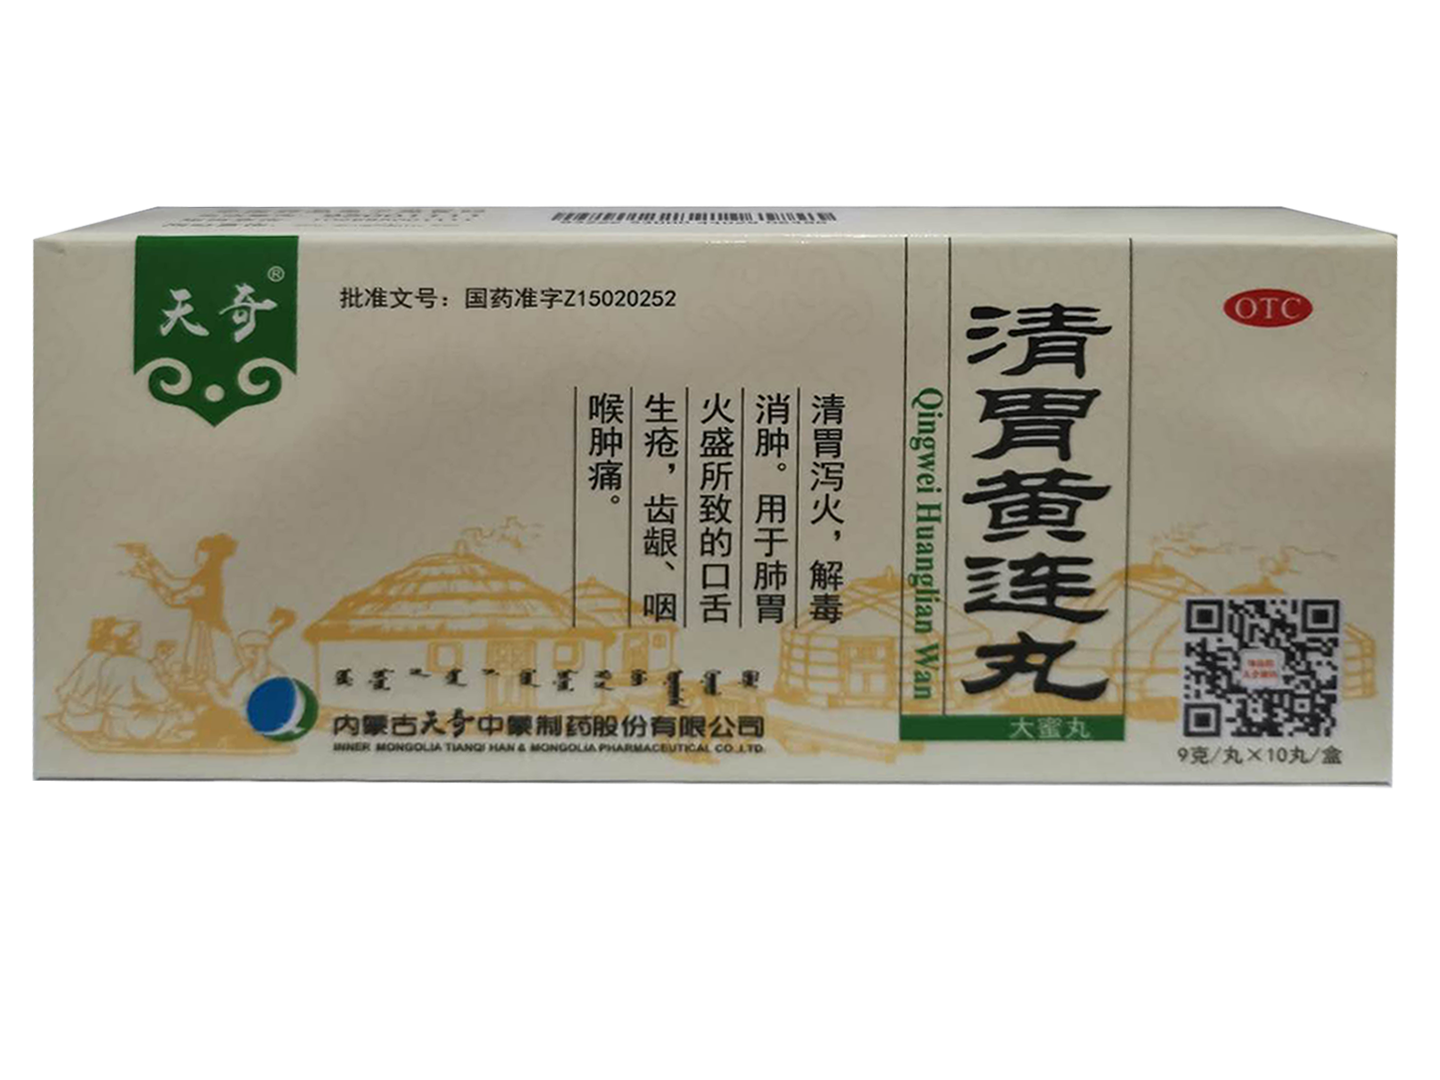 天奇®
批准文号：国药准字Z15020252
OTC
清胃黄连丸
Qingwei Huanglian Wan
大蜜丸
清胃泻火，解毒
消肿。用于肺胃
火盛所致的口舌
生疮，齿龈、咽
喉肿痛。
内蒙古天奇中蒙制药股份有限公司
INNER MONGOLIA TIANQI HAN & MONGOLIA PHARMACEUTICAL CO.,LTD.
9克/丸×10丸/盒